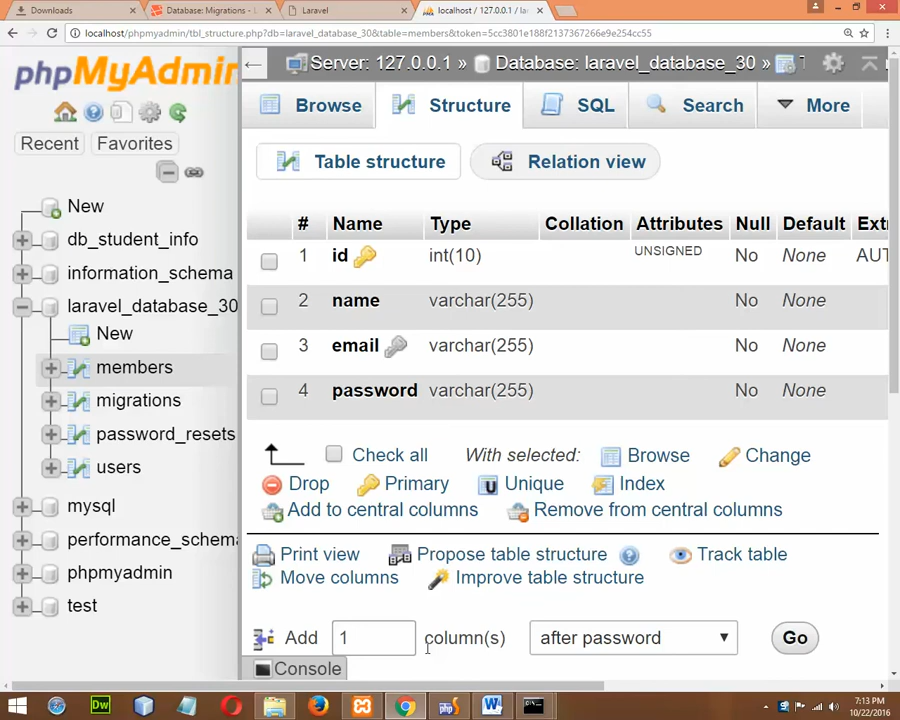 Downloads
Database: Migrations - L
Laravel
localhost / 127.0.0.1 / l
localhost/phpmyadmin/tbl_structure.php?db=laravel_database_30&table=members&token=5cc3801e188f2137367266e9e254cc55
phpMyAdmin
Server: 127.0.0.1 » Database: laravel_database_30 »
Browse Structure SQL Search More
Recent Favorites
Table structure Relation view
New
db_student_info
information_schema
laravel_database_30
New
members
migrations
password_resets
users
mysql
performance_schema
phpmyadmin
test
# Name Type Collation Attributes Null Default Ext
1 id int(10) UNSIGNED No None AU
2 name varchar(255) No None
3 email varchar(255) No None
4 password varchar(255) No None
Check all With selected: Browse Change
Drop Primary Unique Index
Add to central columns Remove from central columns
Print view Propose table structure Track table
Move columns Improve table structure
Add 1 column(s) after password Go
Console
Dw
7:13 PM
10/22/2016